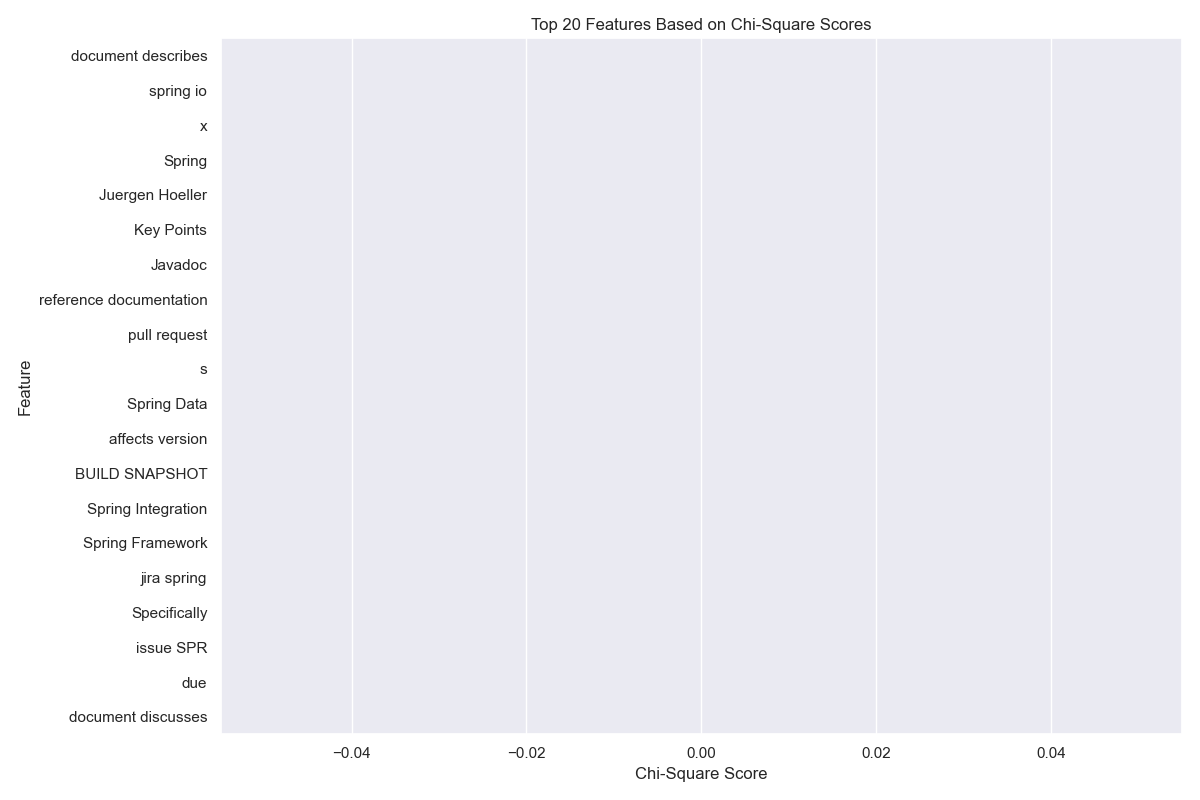 Top 20 Features Based on Chi-Square Scores
document describes
spring io
x
Spring
Juergen Hoeller
Key Points
Javadoc
reference documentation
pull request
s
Spring Data
affects version
BUILD SNAPSHOT
Spring Integration
Spring Framework
jira spring
Specifically
issue SPR
due
document discusses
Feature
−0.04 −0.02 0.00 0.02 0.04
Chi-Square Score